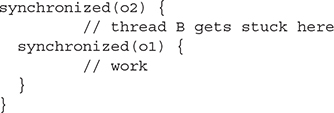 synchronized(o2) {
        // thread B gets stuck here
  synchronized(o1) {
        // work
  }
}